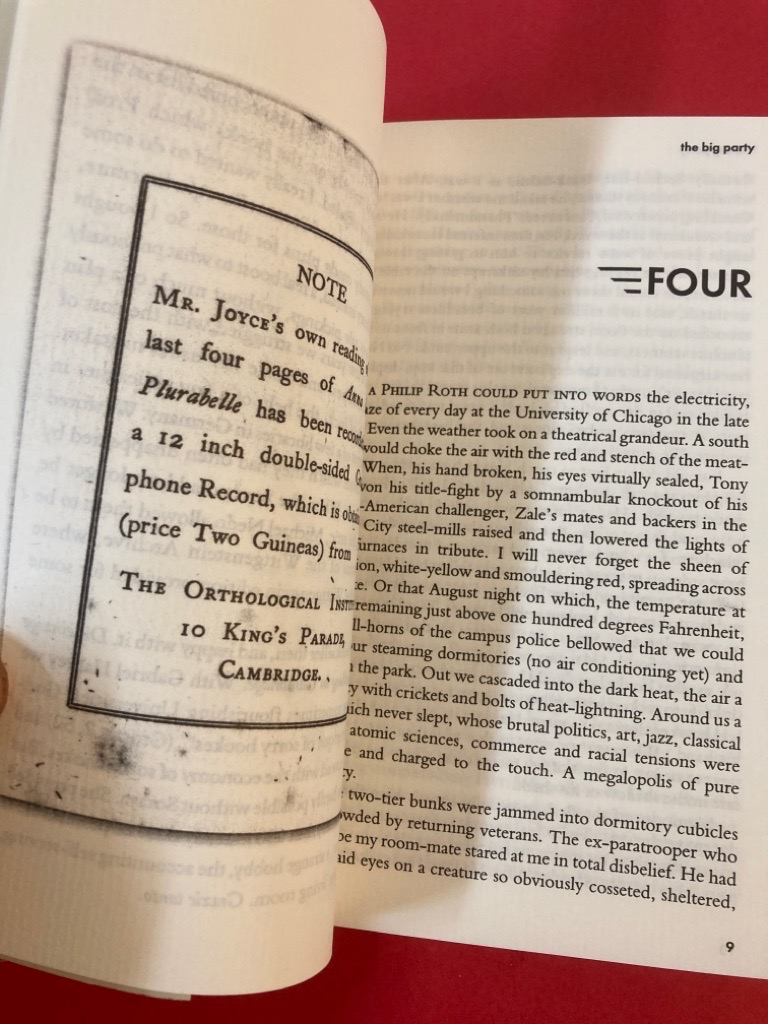 NOTE
MR. JOYCE'S own reading
last four pages of
Plurabelle has been
a 12 inch double-sided
phone Record, which is
(price Two Guineas) from
THE ORTHOLOGICAL
10 KING'S PARADE,
CAMBRIDGE.
the big party
FOUR
A PHILIP ROTH COULD PUT INTO WORDS the electricity,
of every day at the University of Chicago in the late
Even the weather took on a theatrical grandeur. A south
would choke the air with the red and stench of the meat-
When, his hand broken, his eyes virtually sealed, Tony
won his title-fight by a somnambular knockout of his
-American challenger, Zale's mates and backers in the
City steel-mills raised and then lowered the lights of
furnaces in tribute. I will never forget the sheen of
white-yellow and smouldering red, spreading across
Or that August night on which, the temperature at
remaining just above one hundred degrees Fahrenheit,
-horns of the campus police bellowed that we could
our steaming dormitories (no air conditioning yet) and
the park. Out we cascaded into the dark heat, the air a
with crickets and bolts of heat-lightning. Around us a
which never slept, whose brutal politics, art, jazz, classical
atomic sciences, commerce and racial tensions were
and charged to the touch. A megalopolis of pure
two-tier bunks were jammed into dormitory cubicles
by returning veterans. The ex-paratrooper who
be my room-mate stared at me in total disbelief. He had
laid eyes on a creature so obviously cosseted, sheltered,
9